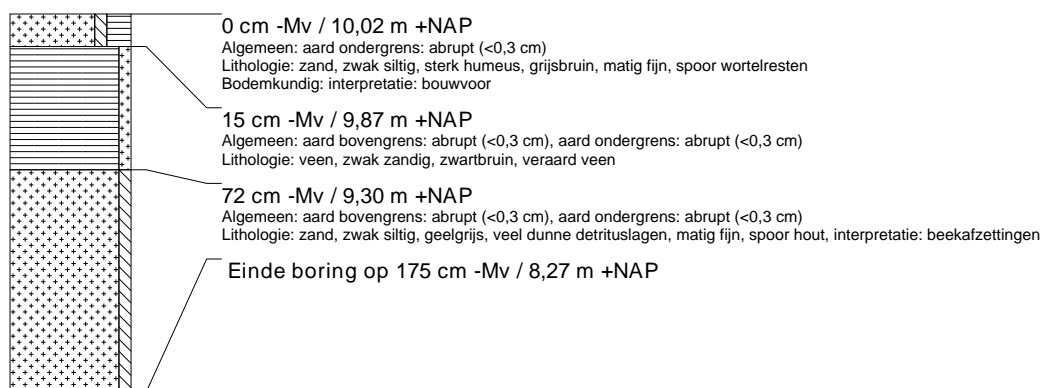 0 cm -Mv / 10,02 m +NAP
Algemeen: aard ondergrens: abrupt (<0,3 cm)
Lithologie: zand, zwak siltig, sterk humeus, grijsbruin, matig fijn, spoor wortelresten
Bodemkundig: interpretatie: bouwvoor
15 cm -Mv / 9,87 m +NAP
Algemeen: aard bovengrens: abrupt (<0,3 cm), aard ondergrens: abrupt (<0,3 cm)
Lithologie: veen, zwak zandig, zwartbruin, veraard veen
72 cm -Mv / 9,30 m +NAP
Algemeen: aard bovengrens: abrupt (<0,3 cm), aard ondergrens: abrupt (<0,3 cm)
Lithologie: zand, zwak siltig, geelgrijs, veel dunne detrituslagen, matig fijn, spoor hout, interpretatie: beekafzettingen
Einde boring op 175 cm -Mv / 8,27 m +NAP